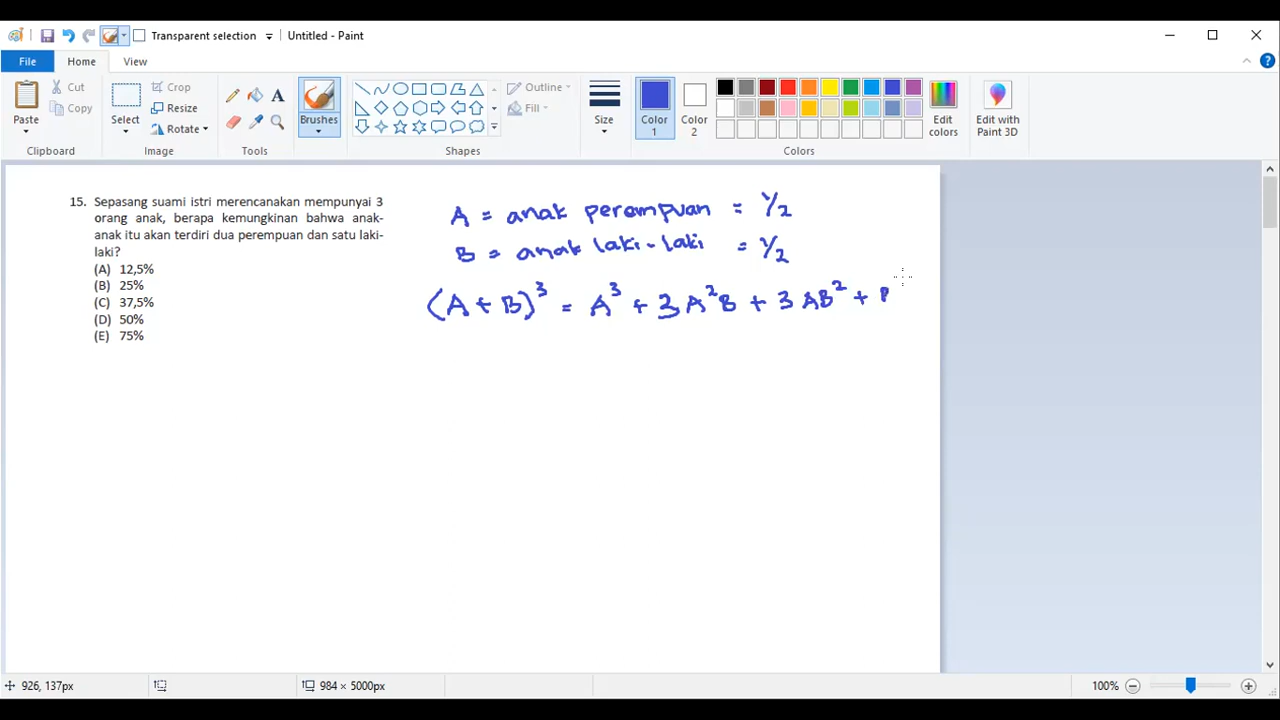 Transparent selection Untitled - Paint
File Home View
Paste Cut Copy Clipboard
Select Crop Resize Rotate Image
Tools
Brushes
Shapes Outline Fill
Size
Color 1 Color 2 Colors
Edit colors
Edit with Paint 3D
15. Sepasang suami istri merencanakan mempunyai 3
orang anak, berapa kemungkinan bahwa anak-
anak itu akan terdiri dua perempuan dan satu laki-
laki?
(A) 12,5%
(B) 25%
(C) 37,5%
(D) 50%
(E) 75%
A = anak perempuan = 1/2
B = anak laki-laki = 1/2
(A + B)³ = A³ + 3A²B + 3AB² +
926, 137px 984 × 5000px 100%